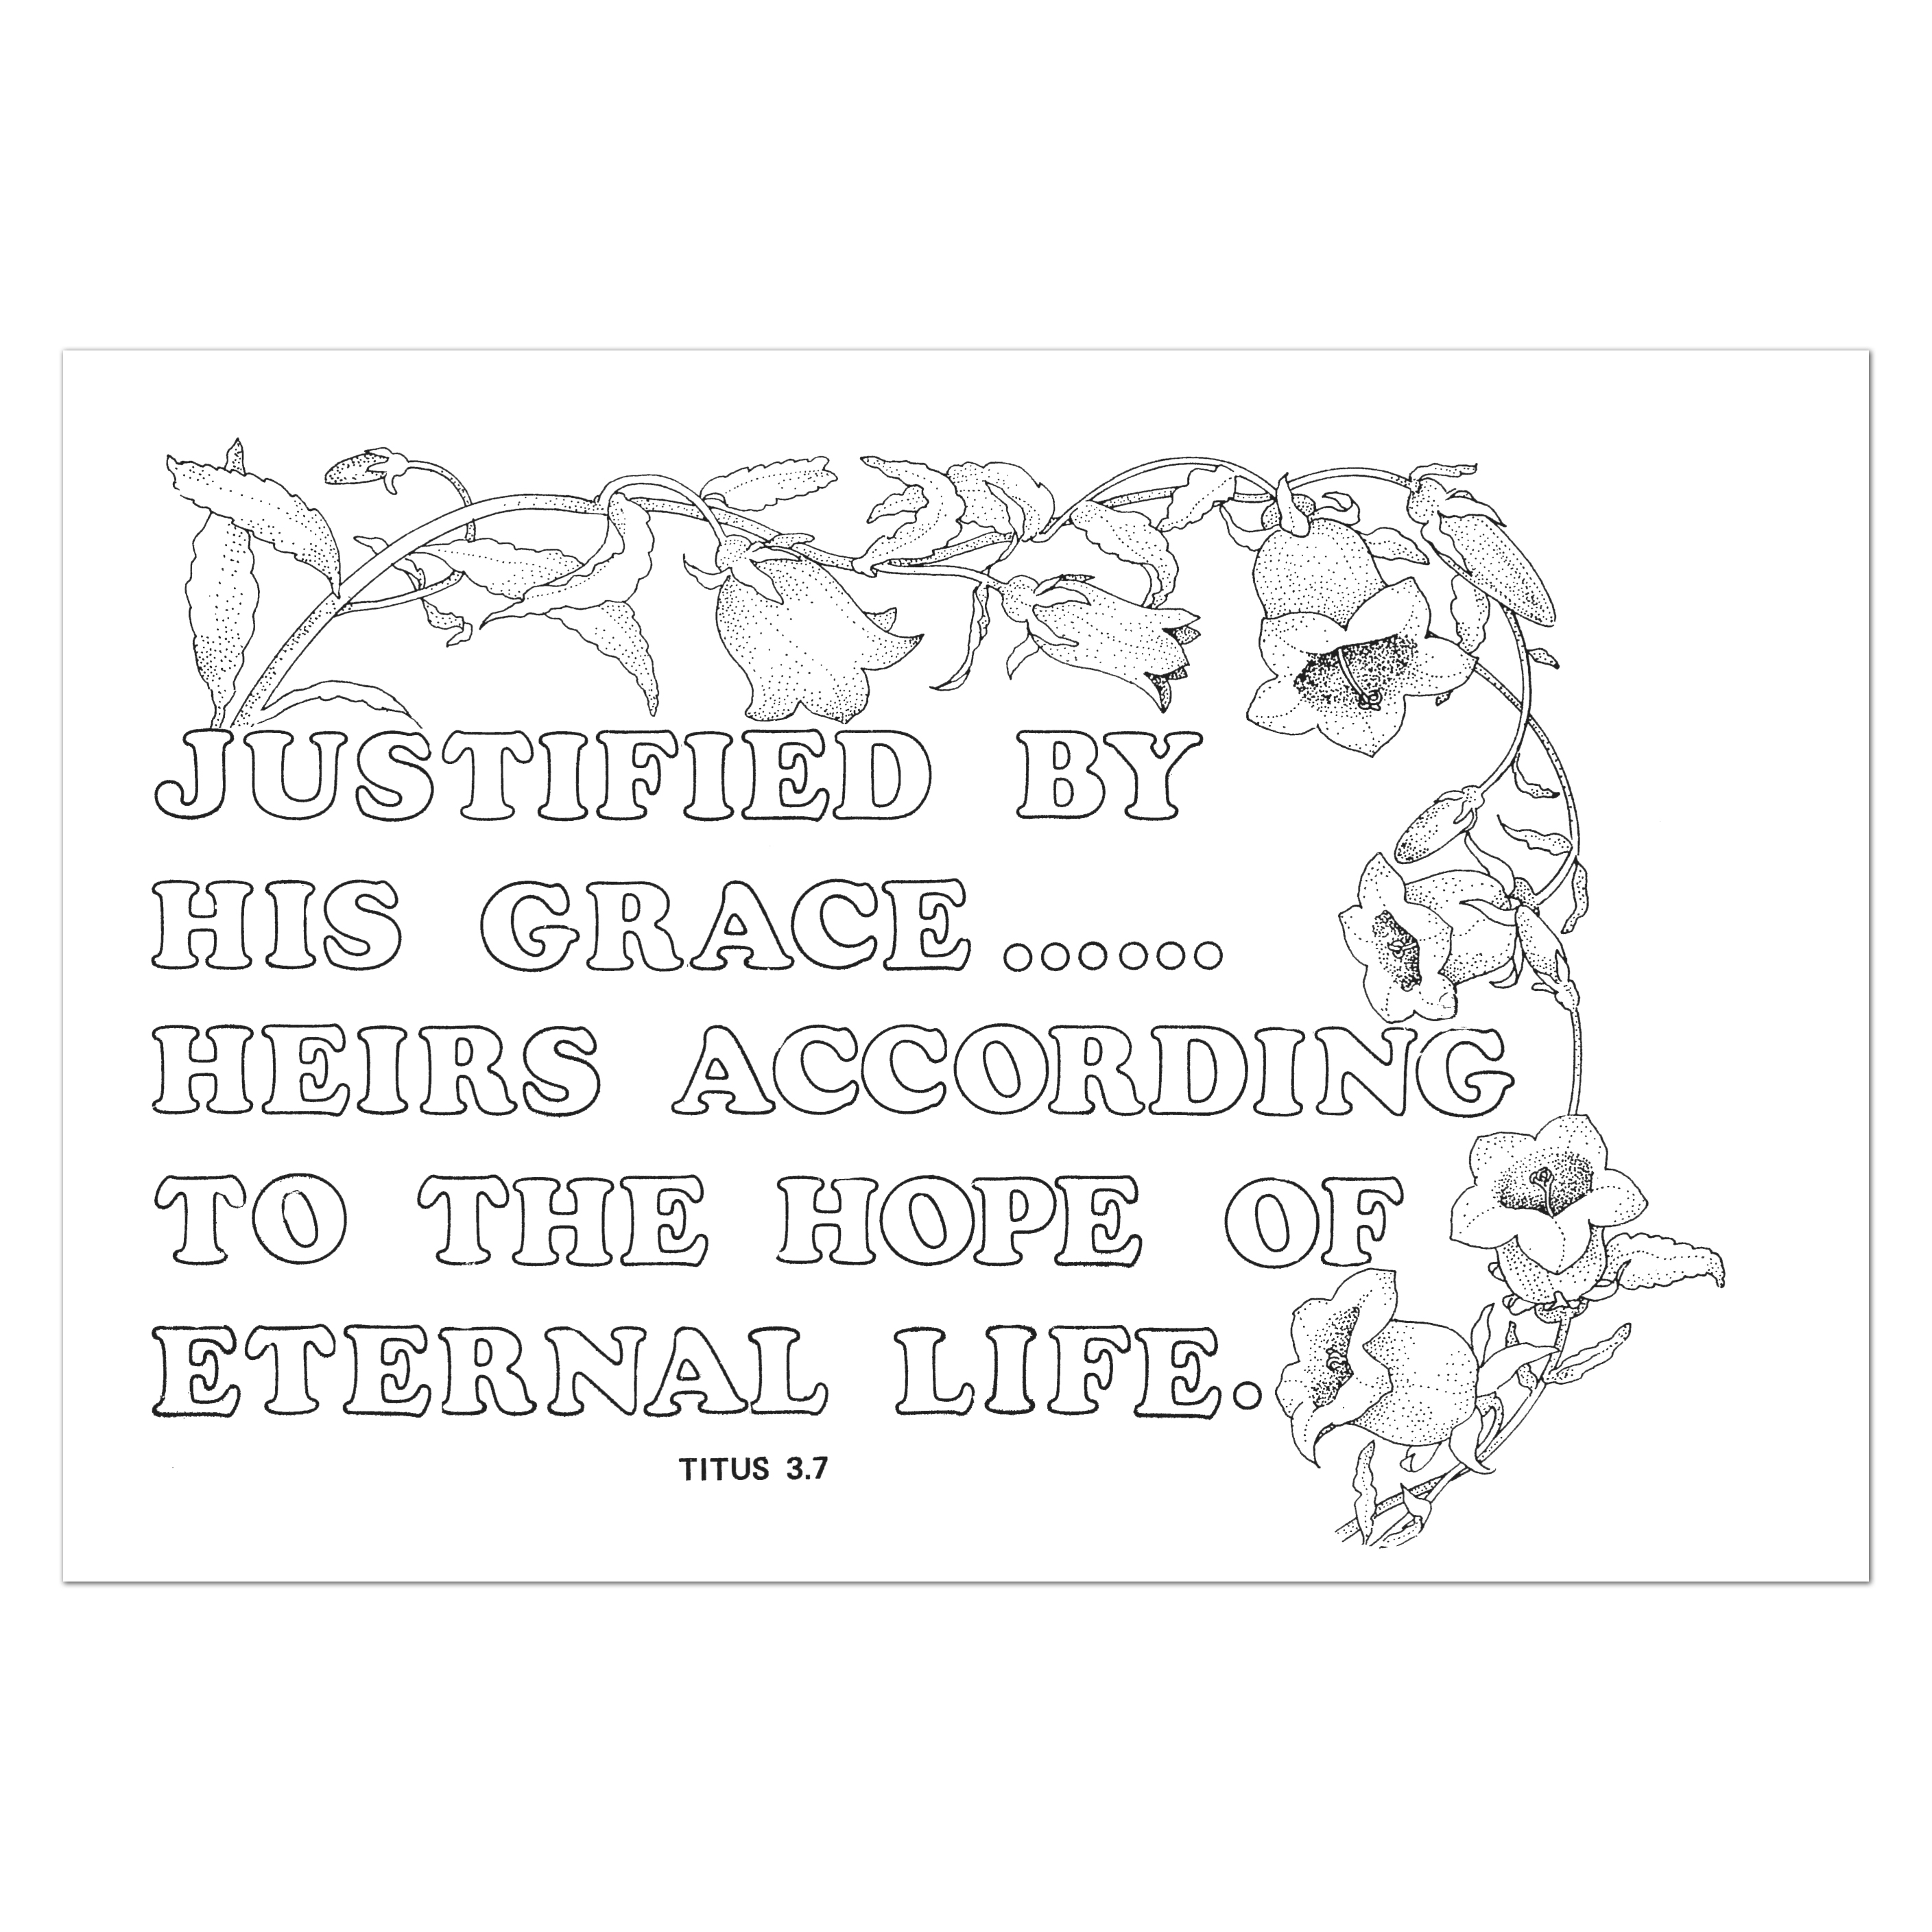 JUSTIFIED BY
HIS GRACE......
HEIRS ACCORDING
TO THE HOPE OF
ETERNAL LIFE.
TITUS 3.7